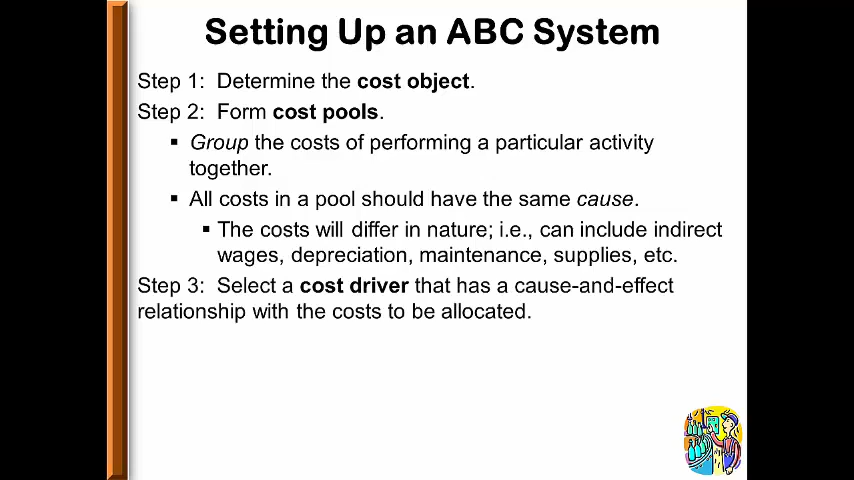 Setting Up an ABC System
Step 1: Determine the cost object.
Step 2: Form cost pools.
▪ Group the costs of performing a particular activity
together.
▪ All costs in a pool should have the same cause.
▪ The costs will differ in nature; i.e., can include indirect
wages, depreciation, maintenance, supplies, etc.
Step 3: Select a cost driver that has a cause-and-effect
relationship with the costs to be allocated.